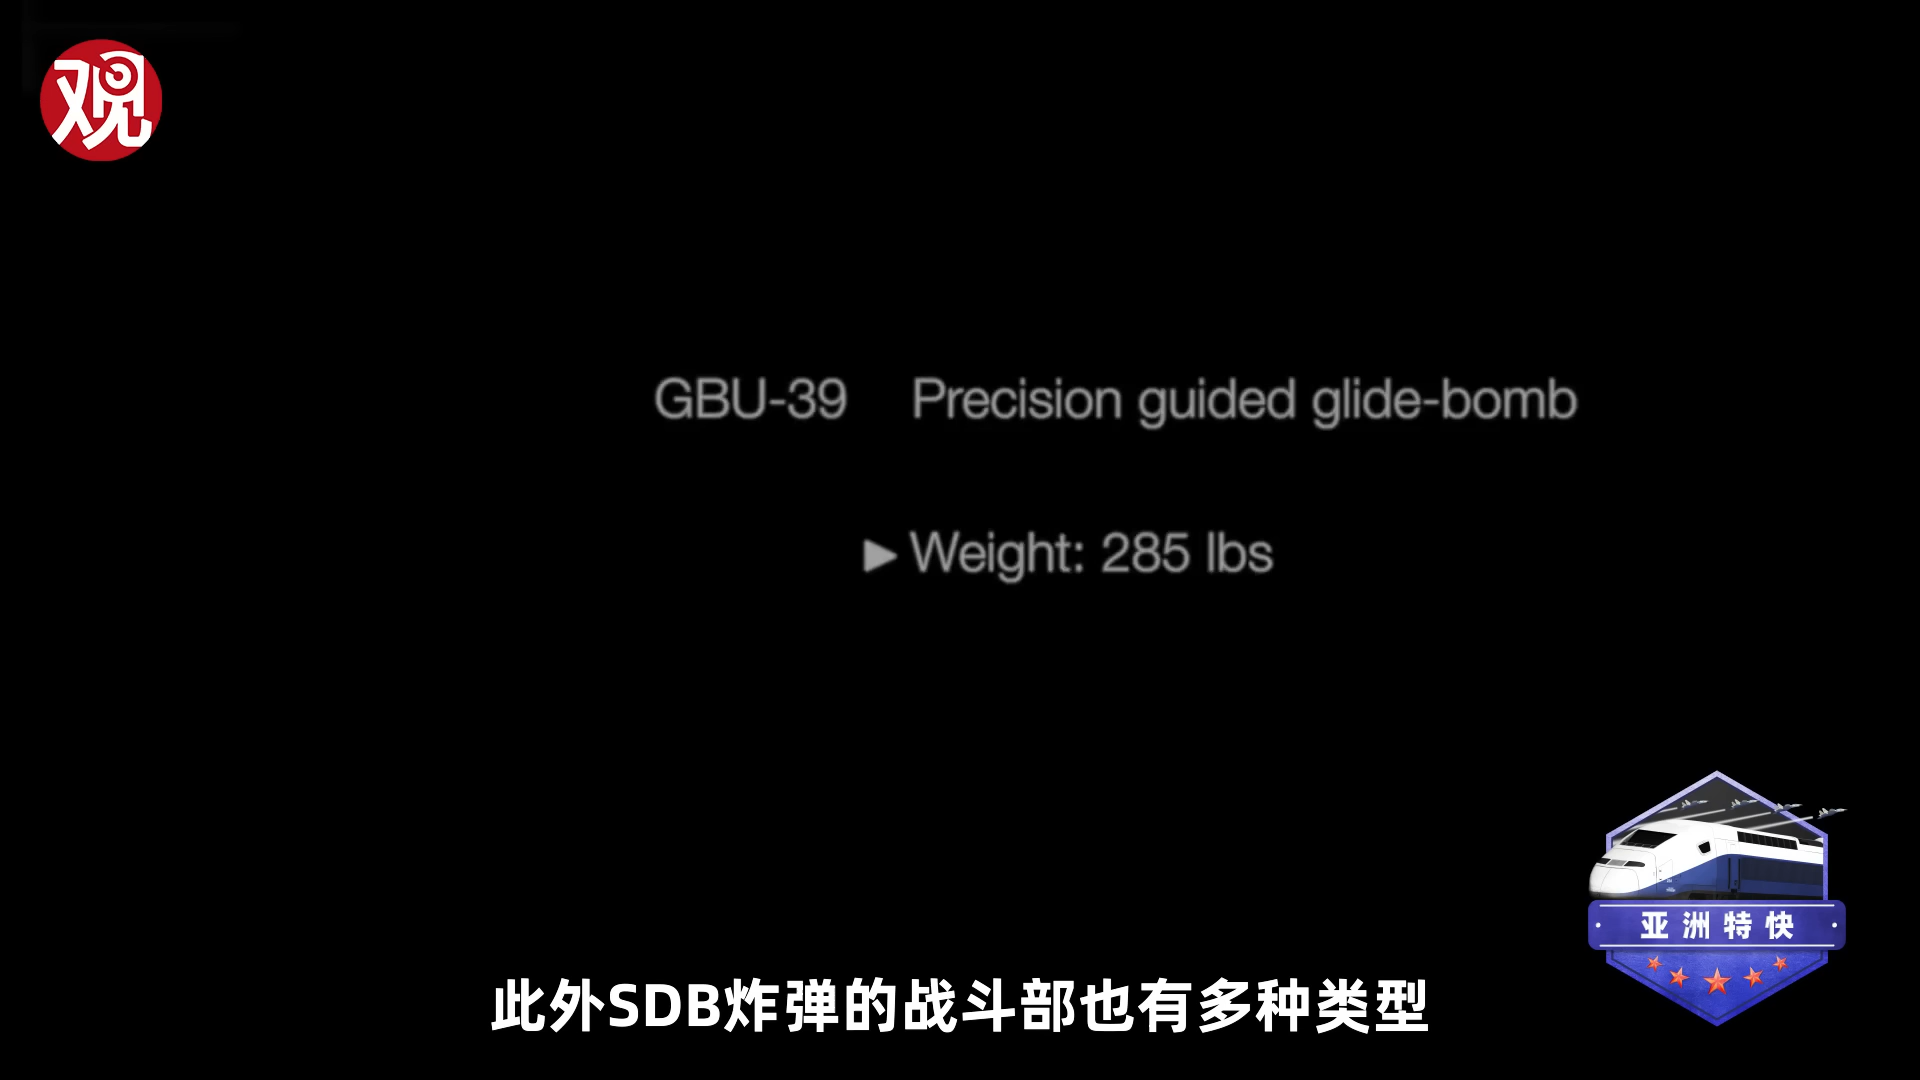 观
GBU-39 Precision guided glide-bomb
▶ Weight: 285 lbs
亚洲特快
此外SDB炸弹的战斗部也有多种类型